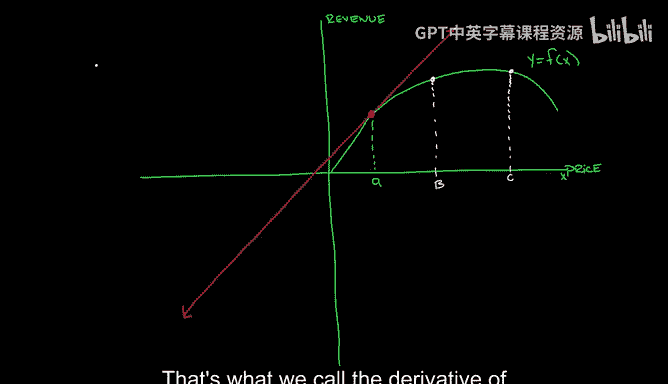 REVENUE
GPT中英字幕课程资源 bilibili
y=f(x)
a
B
C
x PRICE
That's what we call the derivative of